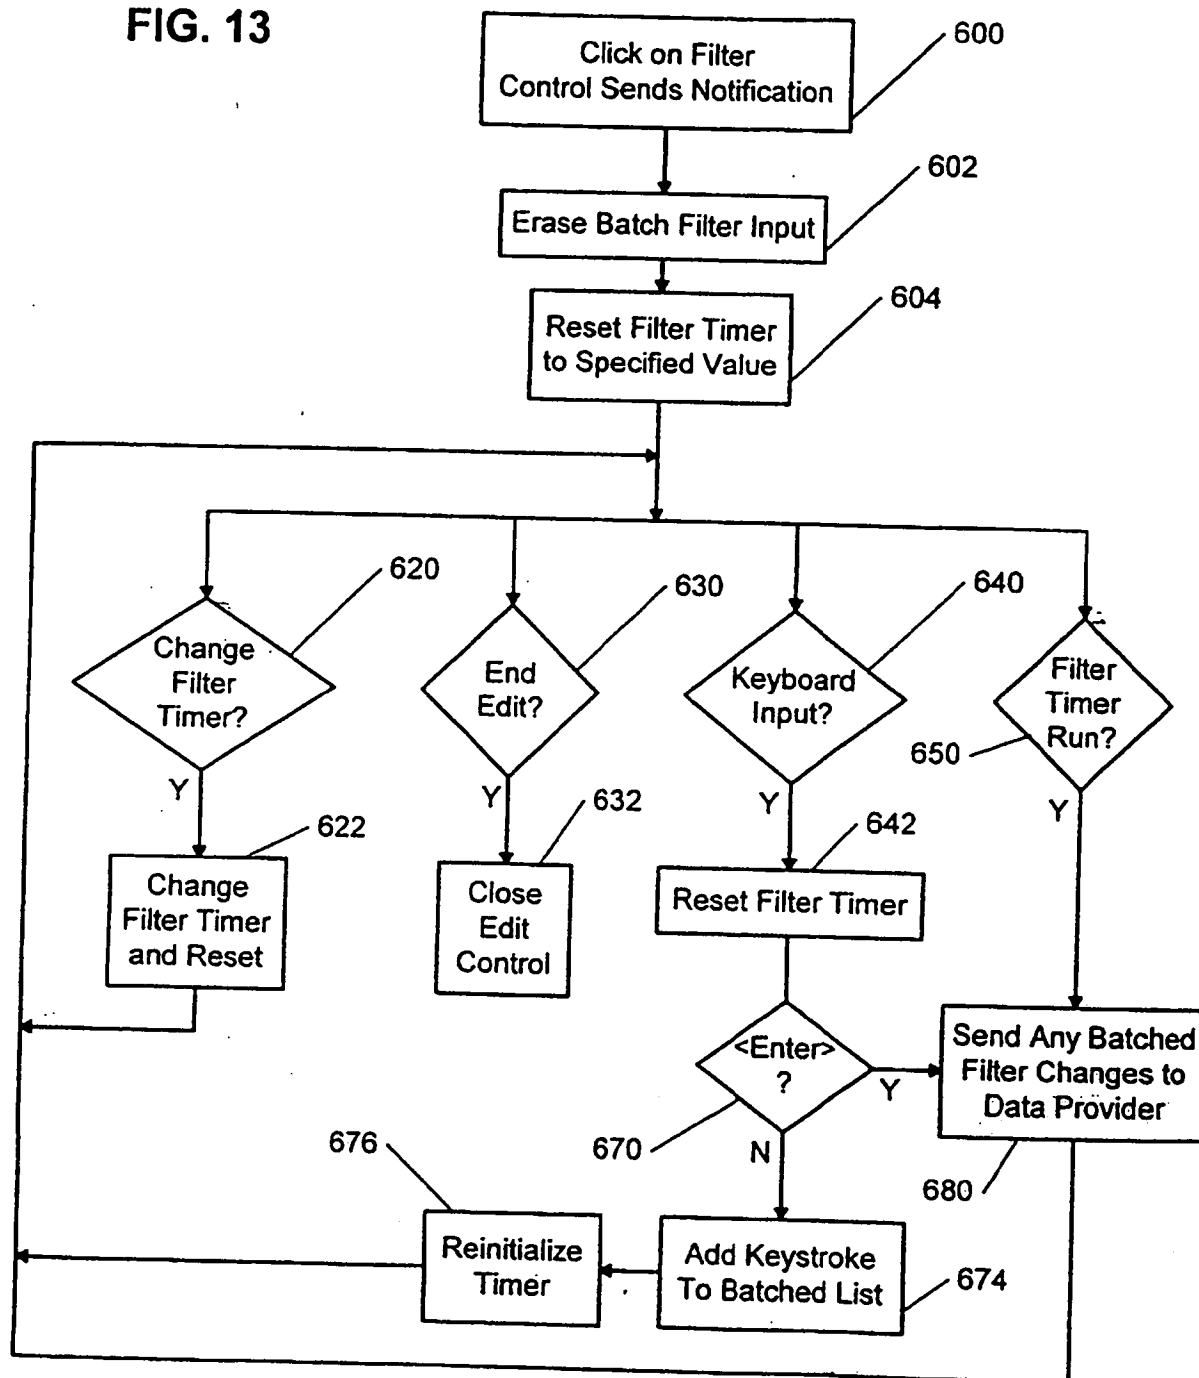 FIG. 13
Click on Filter
Control Sends Notification
600
602
Erase Batch Filter Input
604
Reset Filter Timer
to Specified Value
620
630
640
Change
Filter
Timer?
End
Edit?
Keyboard
Input?
Filter
Timer
Run?
650
Y
Y
Y
Y
622
632
642
Change
Filter Timer
and Reset
Close
Edit
Control
Reset Filter Timer
<Enter>
?
Y
670
N
Send Any Batched
Filter Changes to
Data Provider
680
676
Reinitialize
Timer
Add Keystroke
To Batched List
674